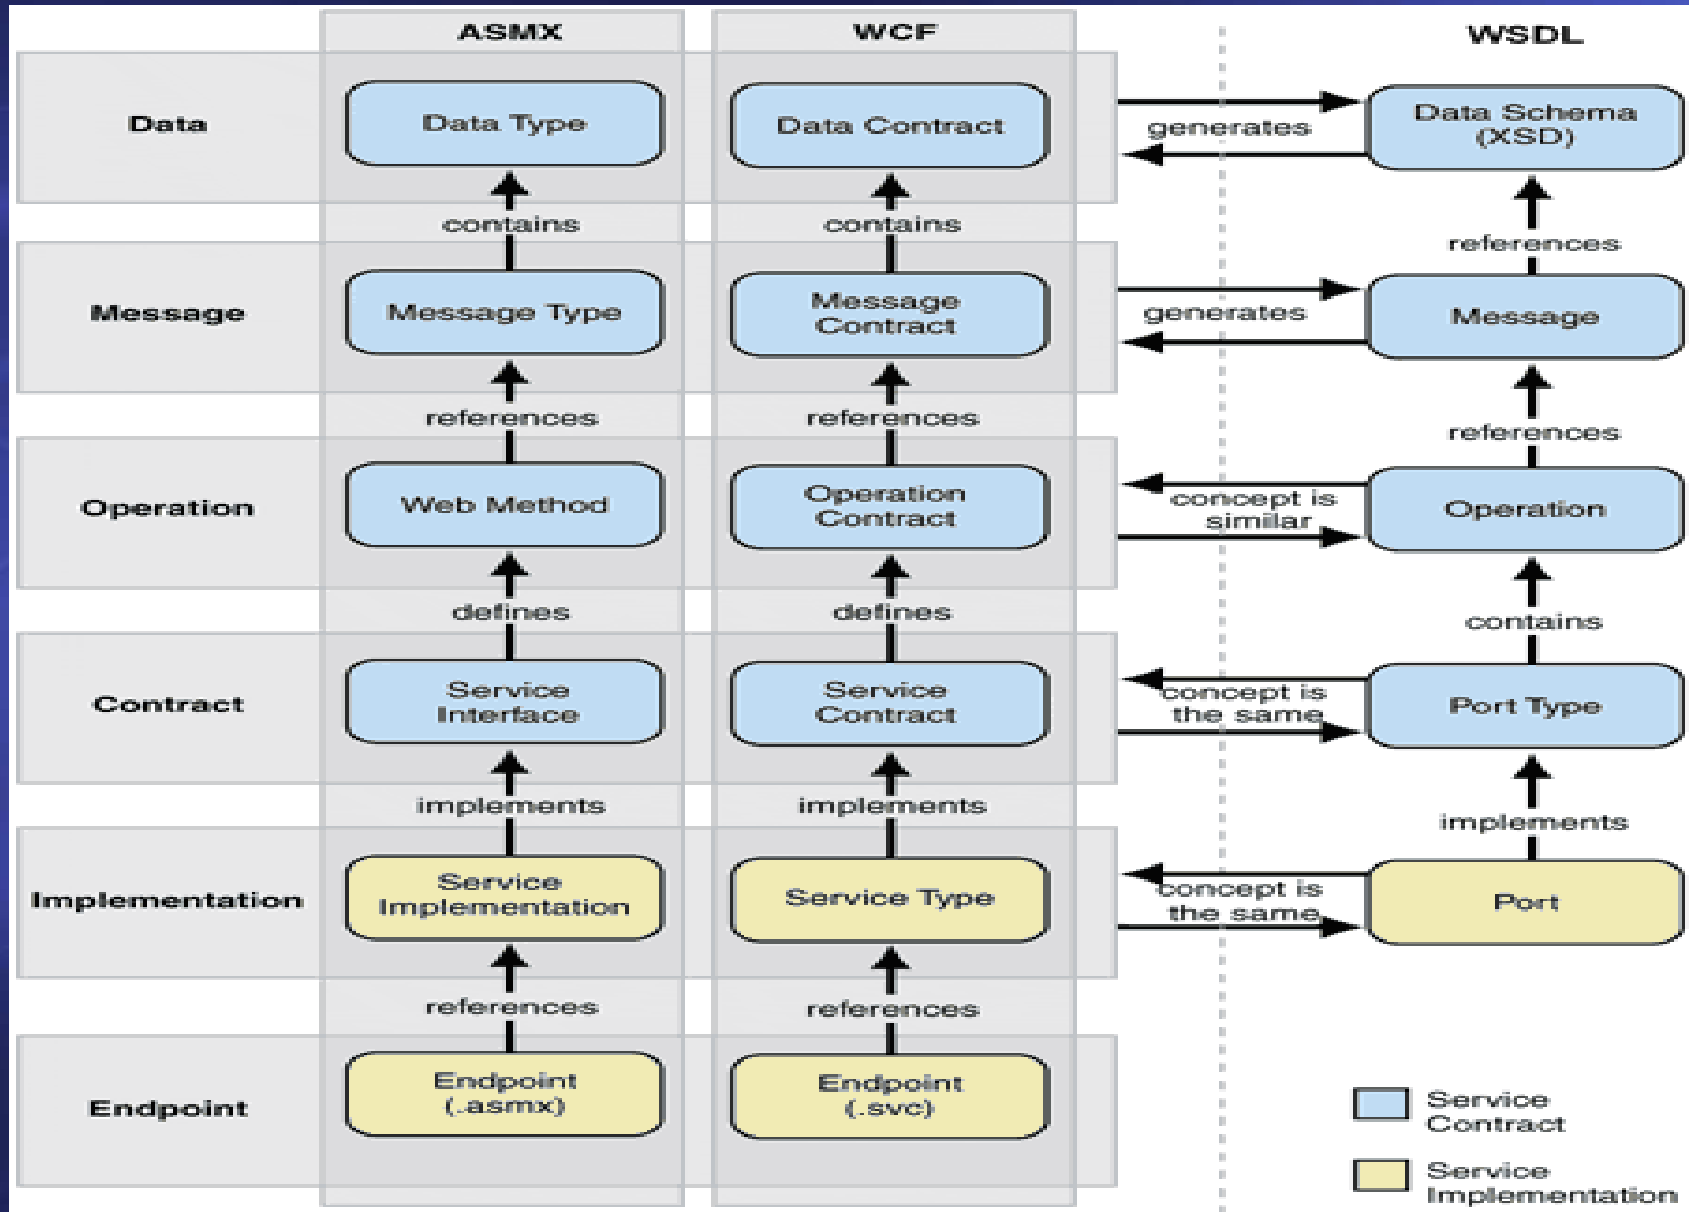 ASMX
WCF
WSDL
Data
Data Type
Data Contract
generates
Data Schema
(XSD)
contains
contains
references
Message
Message Type
Message
Contract
generates
Message
references
references
references
Operation
Web Method
Operation
Contract
concept is
similar
Operation
defines
defines
contains
Contract
Service
Interface
Service
Contract
concept is
the same
Port Type
implements
implements
implements
Implementation
Service
Implementation
Service Type
concept is
the same
Port
references
references
Endpoint
Endpoint
(.asmx)
Endpoint
(.svc)
Service
Contract
Service
Implementation